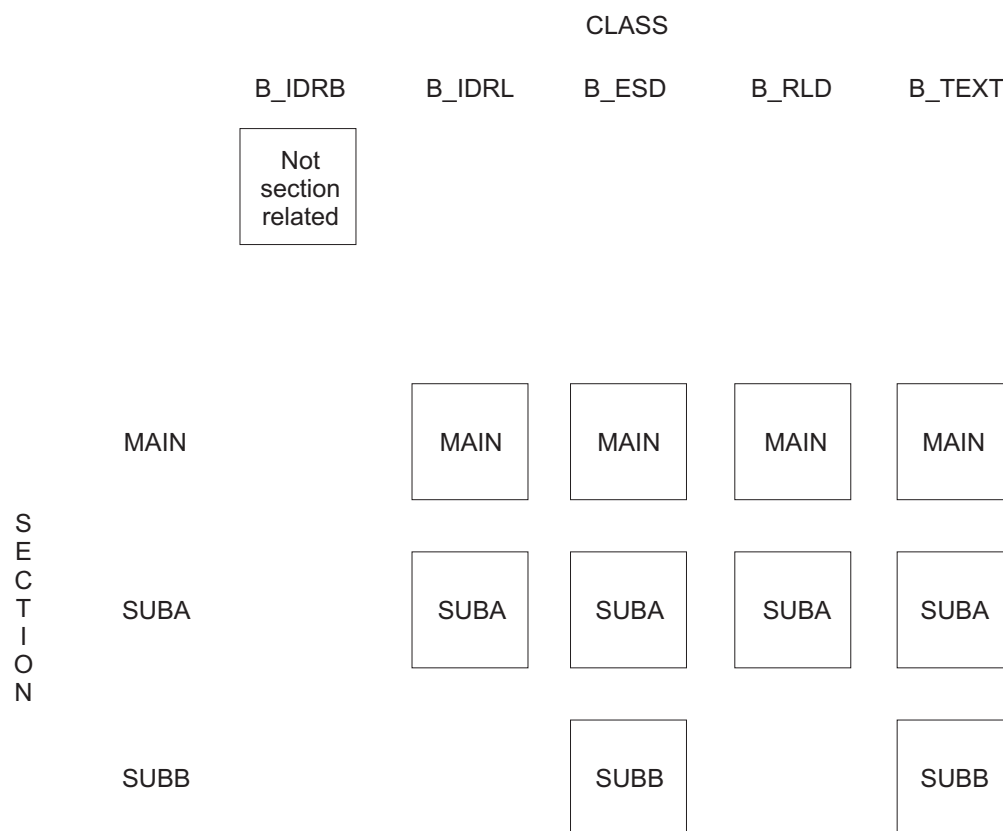 CLASS
B_IDRB B_IDRL B_ESD B_RLD B_TEXT
Not
section
related
MAIN MAIN MAIN MAIN MAIN
SECTION
SUBA SUBA SUBA SUBA SUBA
SUBB SUBB SUBB